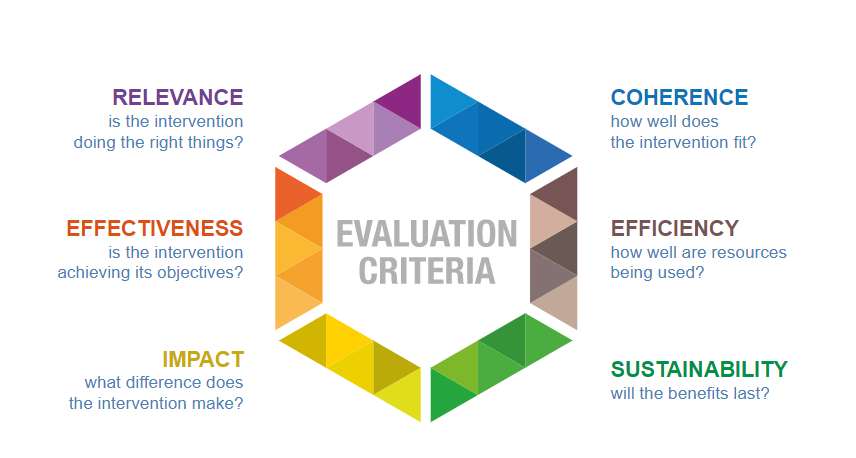 RELEVANCE
is the intervention
doing the right things?
COHERENCE
how well does
the intervention fit?
EFFECTIVENESS
is the intervention
achieving its objectives?
EVALUATION
CRITERIA
EFFICIENCY
how well are resources
being used?
IMPACT
what difference does
the intervention make?
SUSTAINABILITY
will the benefits last?